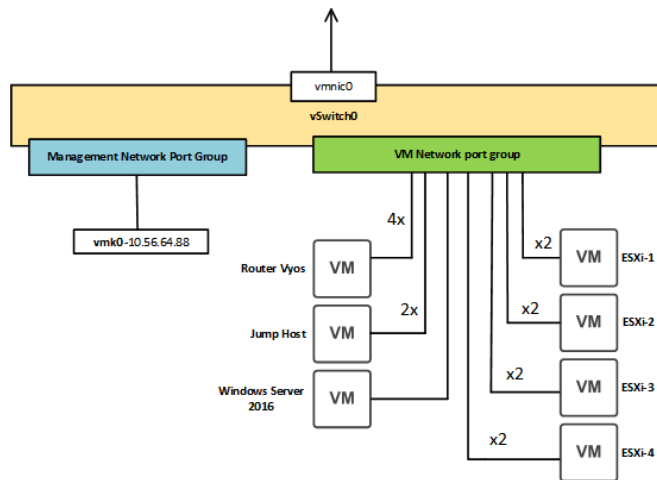 vmnic0
vSwitch0
Management Network Port Group
VM Network port group
vmk0-10.56.64.88
4x
Router Vyos
VM
2x
Jump Host
VM
Windows Server
2016
VM
x2
VM
ESXi-1
x2
VM
ESXi-2
x2
VM
ESXi-3
x2
VM
ESXi-4